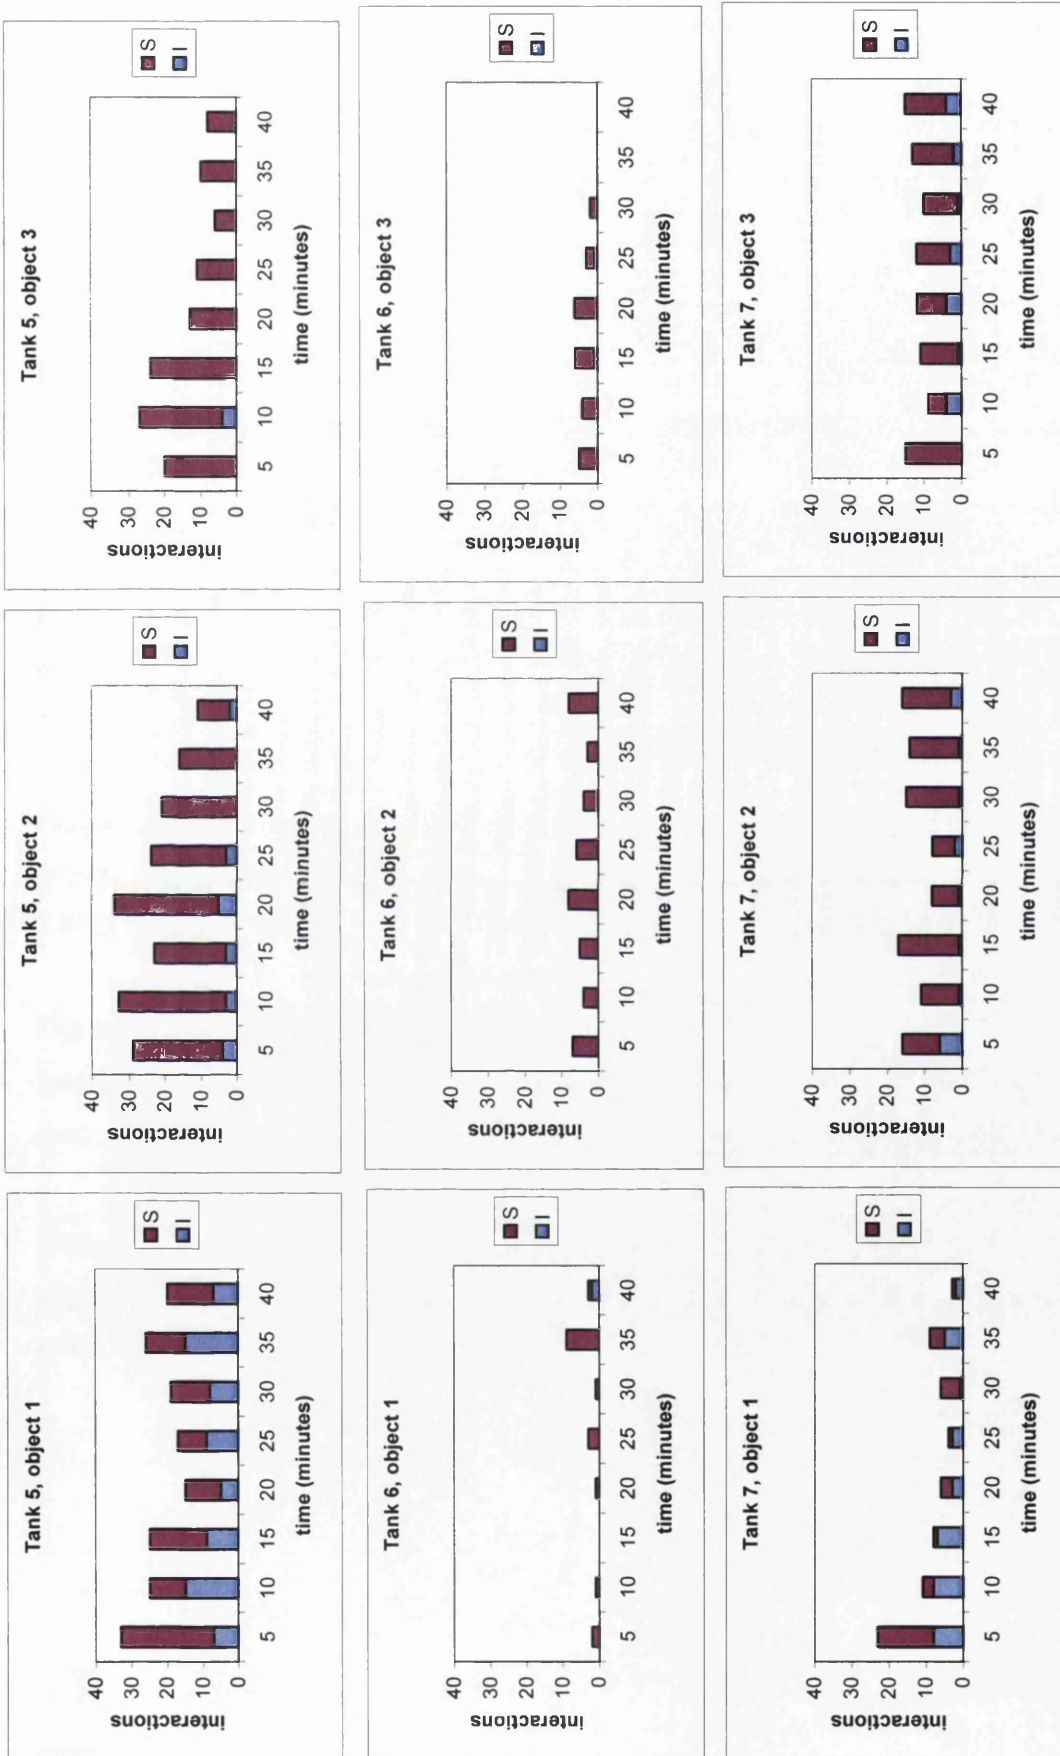 Tank 5, object 1
interactions
40
30
20
10
0
5 10 15 20 25 30 35 40
time (minutes)
S
I
Tank 5, object 2
interactions
40
30
20
10
0
5 10 15 20 25 30 35 40
time (minutes)
S
I
Tank 5, object 3
interactions
40
30
20
10
0
5 10 15 20 25 30 35 40
time (minutes)
S
I
Tank 6, object 1
interactions
40
30
20
10
0
5 10 15 20 25 30 35 40
time (minutes)
S
I
Tank 6, object 2
interactions
40
30
20
10
0
5 10 15 20 25 30 35 40
time (minutes)
S
I
Tank 6, object 3
interactions
40
30
20
10
0
5 10 15 20 25 30 35 40
time (minutes)
S
I
Tank 7, object 1
interactions
40
30
20
10
0
5 10 15 20 25 30 35 40
time (minutes)
S
I
Tank 7, object 2
interactions
40
30
20
10
0
5 10 15 20 25 30 35 40
time (minutes)
S
I
Tank 7, object 3
interactions
40
30
20
10
0
5 10 15 20 25 30 35 40
time (minutes)
S
I